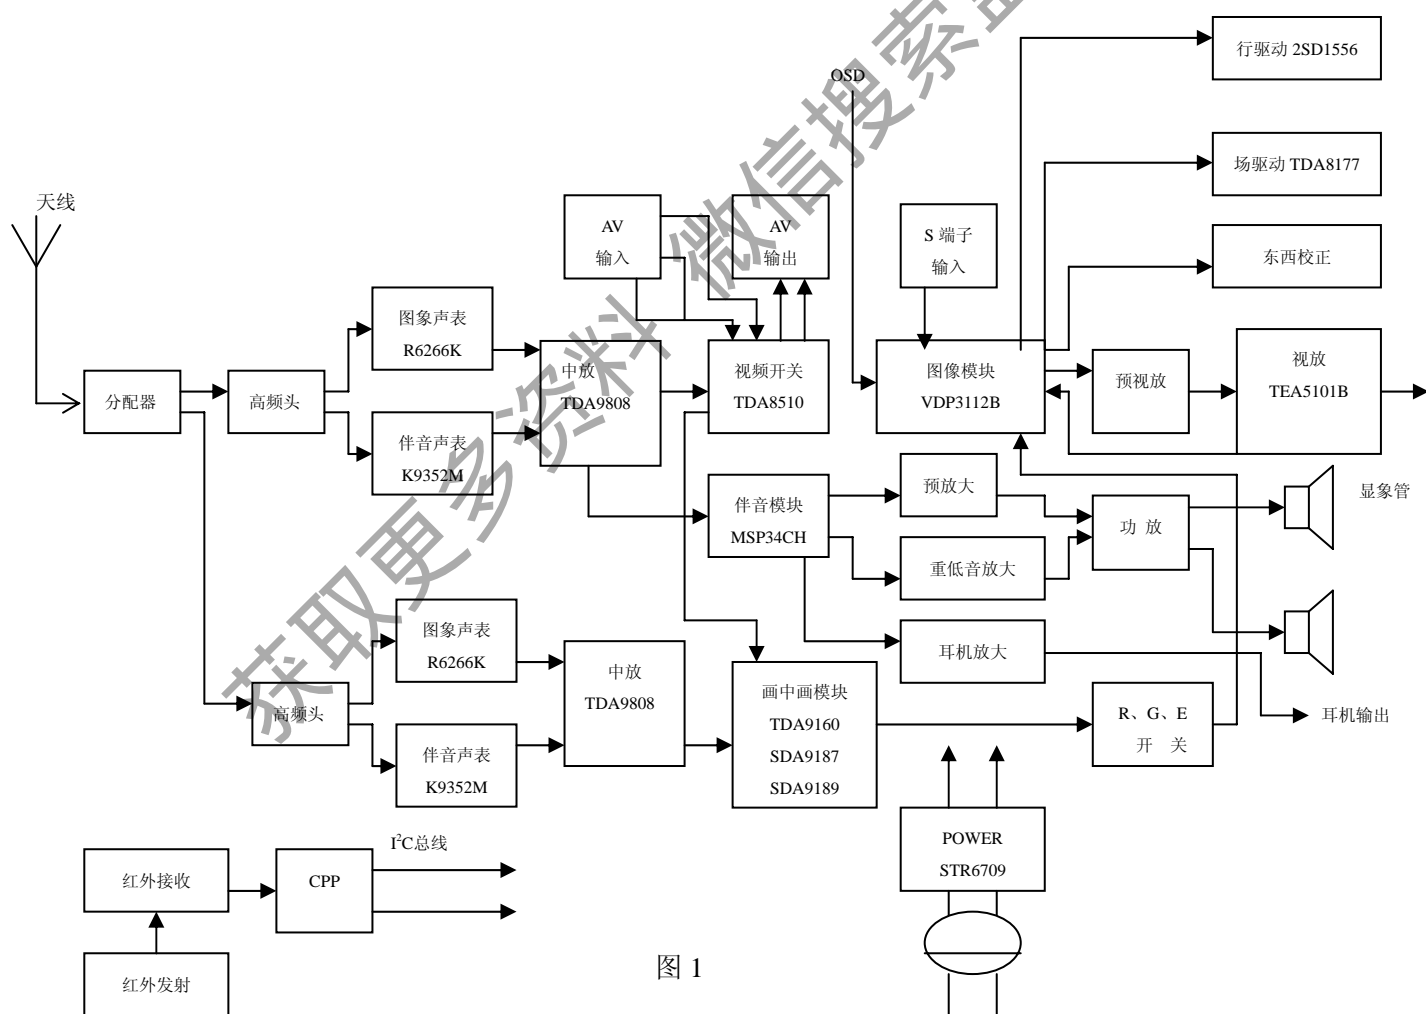 行驱动 2SD1556
OSD
场驱动 TDA8177
天线
AV
输入
AV
输出
S 端子
输入
东西校正
图象声表
R6266K
中放
TDA9808
视频开关
TDA8510
图像模块
VDP3112B
预视放
视放
TEA5101B
分配器
高频头
伴音声表
K9352M
预放大
显象管
伴音模块
MSP34CH
功 放
重低音放大
图象声表
R6266K
中放
TDA9808
耳机放大
画中画模块
TDA9160
SDA9187
SDA9189
高频头
R、G、E
开 关
耳机输出
伴音声表
K9352M
I²C总线
POWER
STR6709
红外接收
CPP
红外发射
图 1
获取更多资料 微信搜索